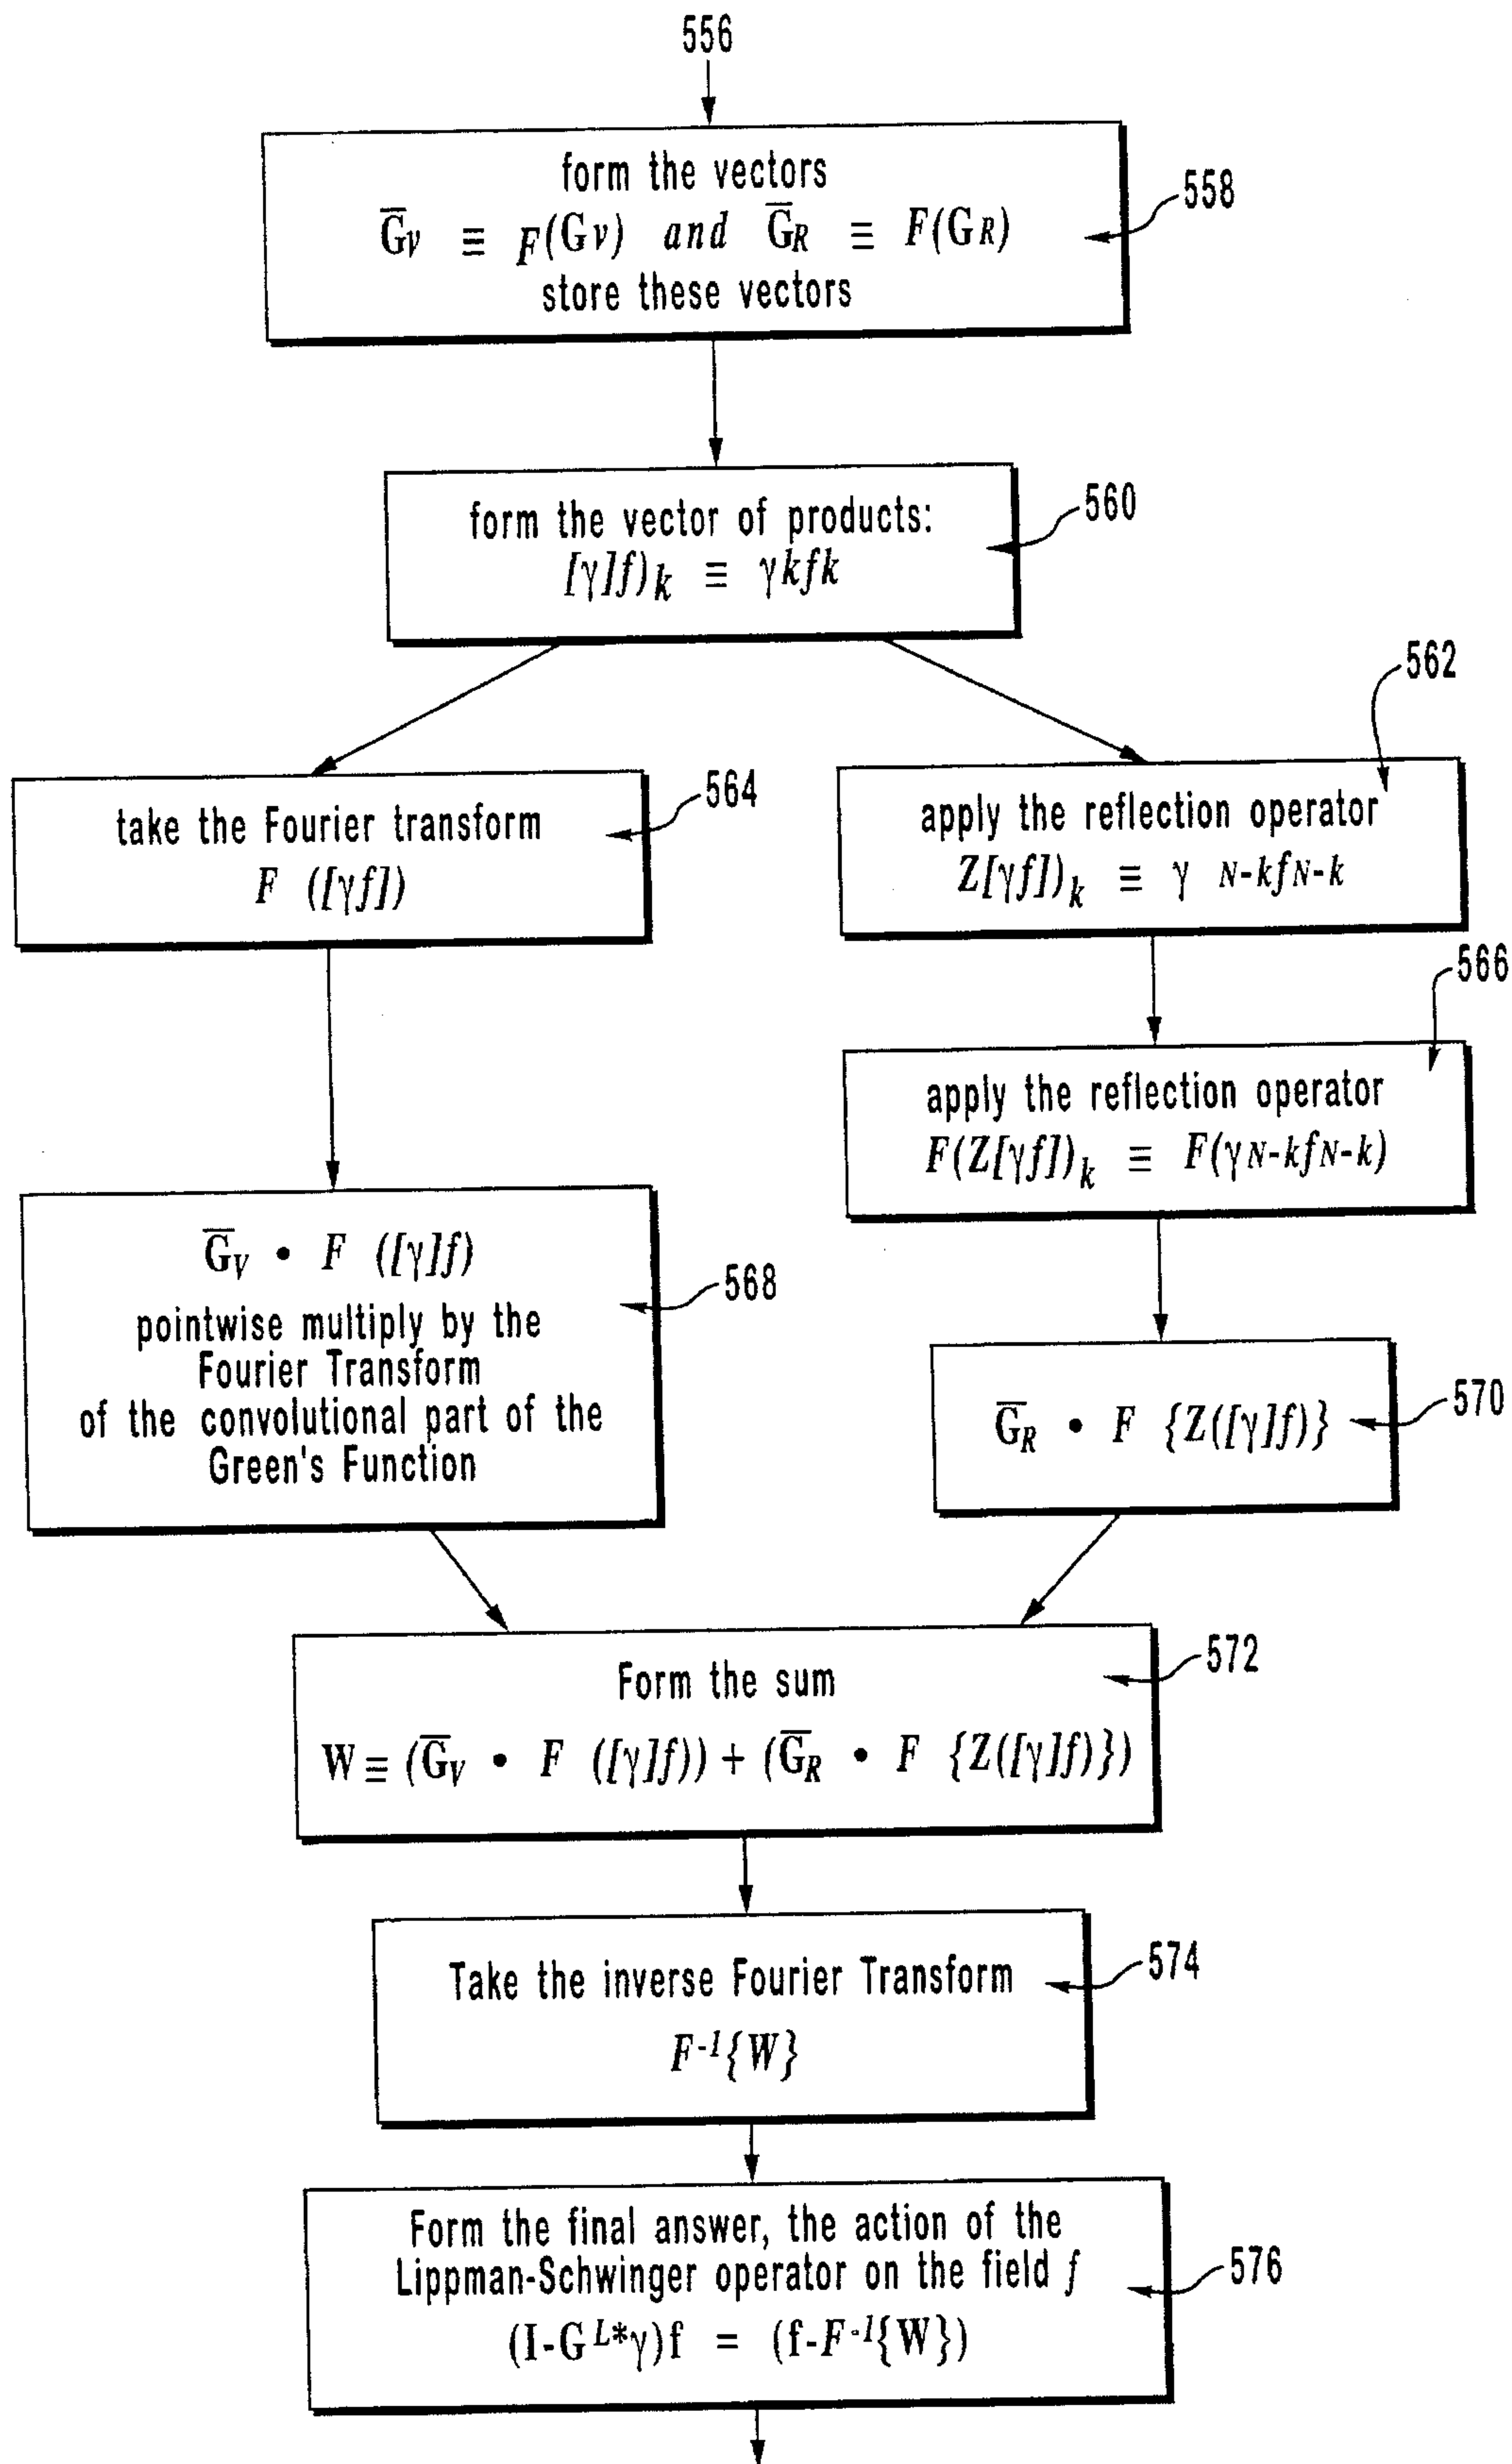 556
form the vectors
G̅V ≡ F(GV) and G̅R ≡ F(GR)
store these vectors
558
form the vector of products:
[γ]f)k ≡ γkfk
560
562
take the Fourier transform
F ([γf])
564
apply the reflection operator
Z[γf])k ≡ γ N-kfN-k
566
apply the reflection operator
F(Z[γf])k ≡ F(γN-kfN-k)
G̅V • F ([γ]f)
pointwise multiply by the
Fourier Transform
of the convolutional part of the
Green's Function
568
G̅R • F {Z([γ]f)}
570
Form the sum
W ≡ (G̅V • F ([γ]f)) + (G̅R • F {Z([γ]f)})
572
Take the inverse Fourier Transform
F-1{W}
574
Form the final answer, the action of the
Lippman-Schwinger operator on the field f
(I-GL*γ)f = (f-F-1{W})
576